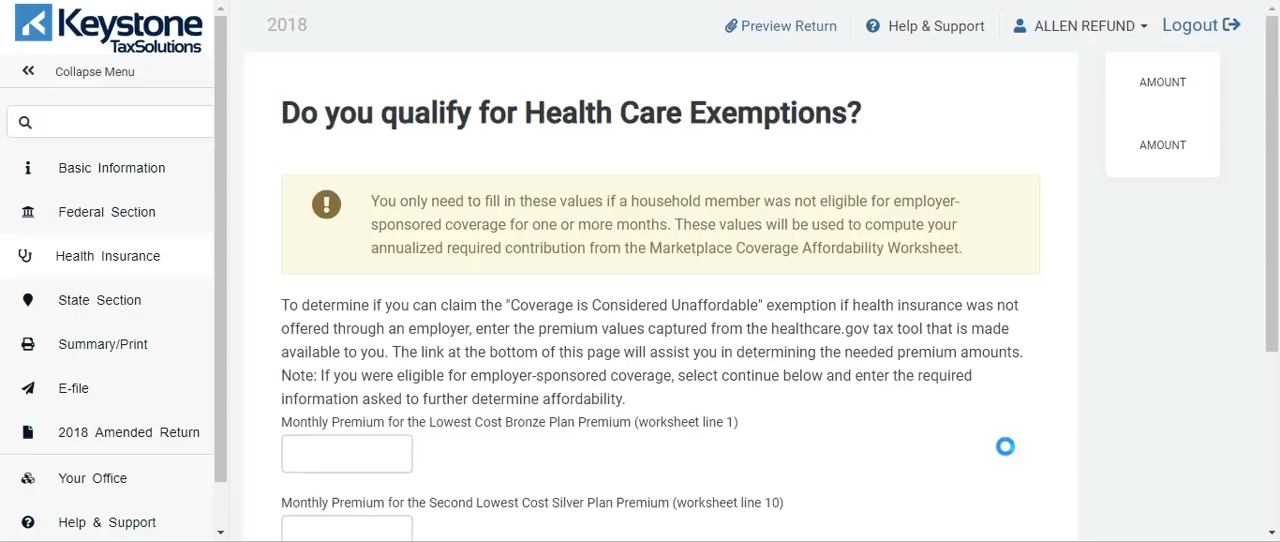 Keystone
TaxSolutions
2018
Preview Return
Help & Support
ALLEN REFUND
Logout
Collapse Menu
Basic Information
Federal Section
Health Insurance
State Section
Summary/Print
E-file
2018 Amended Return
Your Office
Help & Support
Do you qualify for Health Care Exemptions?
You only need to fill in these values if a household member was not eligible for employer-
sponsored coverage for one or more months. These values will be used to compute your
annualized required contribution from the Marketplace Coverage Affordability Worksheet.
To determine if you can claim the "Coverage is Considered Unaffordable" exemption if health insurance was not
offered through an employer, enter the premium values captured from the healthcare.gov tax tool that is made
available to you. The link at the bottom of this page will assist you in determining the needed premium amounts.
Note: If you were eligible for employer-sponsored coverage, select continue below and enter the required
information asked to further determine affordability.
Monthly Premium for the Lowest Cost Bronze Plan Premium (worksheet line 1)
Monthly Premium for the Second Lowest Cost Silver Plan Premium (worksheet line 10)
AMOUNT
AMOUNT